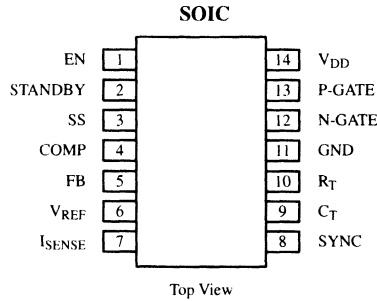 SOIC
EN 1 14 VDD
STANDBY 2 13 P-GATE
SS 3 12 N-GATE
COMP 4 11 GND
FB 5 10 RT
VREF 6 9 CT
ISENSE 7 8 SYNC
Top View